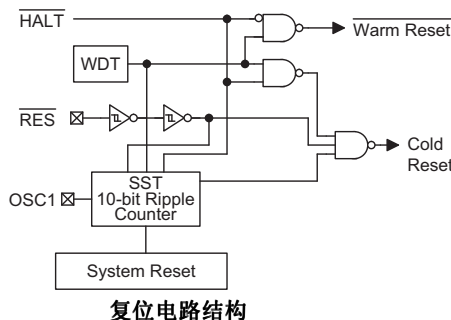 HALT
Warm Reset
WDT
RES
Cold
Reset
OSC1
SST
10-bit Ripple
Counter
System Reset
复位电路结构